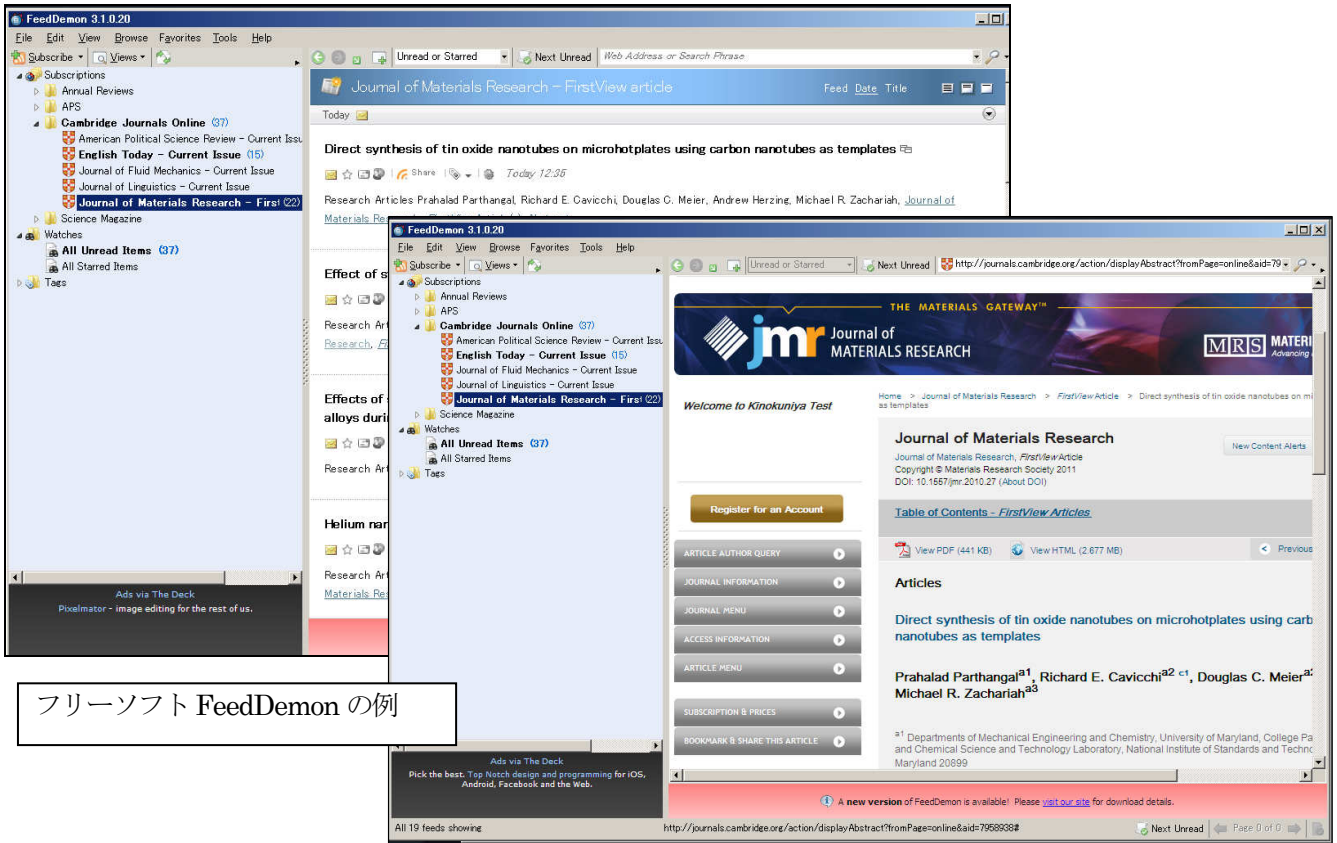 FeedDemon 3.1.0.20
File Edit View Browse Favorites Tools Help
Subscribe Views Unread or Starred Next Unread Web Address or Search Phrase
Subscriptions
Annual Reviews
APS
Cambridge Journals Online (37)
American Political Science Review - Current Issu
English Today - Current Issue (15)
Journal of Fluid Mechanics - Current Issue
Journal of Linguistics - Current Issue
Journal of Materials Research - First (22)
Science Magazine
Watches
All Unread Items (37)
All Starred Items
Tags
Ads via The Deck
Pixelmator - image editing for the rest of us.
Journal of Materials Research - FirstView article Feed Date Title
Today
Direct synthesis of tin oxide nanotubes on microhotplates using carbon nanotubes as templates
Share Today 12:35
Research Articles Prahalad Parthangal, Richard E. Cavicchi, Douglas C. Meier, Andrew Herzing, Michael R. Zachariah, Journal of
Materials Re
Effect of s
Research Art
Research, Fi
Effects of
alloys duri
Research Art
Helium nar
Research Art
Materials Re
フリーソフト FeedDemon の例
FeedDemon 3.1.0.20
File Edit View Browse Favorites Tools Help
Subscribe Views Unread or Starred Next Unread http://journals.cambridge.org/action/displayAbstract?fromPage=online&aid=79
Subscriptions
Annual Reviews
APS
Cambridge Journals Online (37)
American Political Science Review - Current Issu
English Today - Current Issue (15)
Journal of Fluid Mechanics - Current Issue
Journal of Linguistics - Current Issue
Journal of Materials Research - First (22)
Science Magazine
Watches
All Unread Items (37)
All Starred Items
Tags
Ads via The Deck
Pick the best. Top Notch design and programming for iOS,
Android, Facebook and the Web.
THE MATERIALS GATEWAY™
jmr Journal of
MATERIALS RESEARCH
MRS MATERI
Advancing
Welcome to Kinokuniya Test
Register for an Account
ARTICLE AUTHOR QUERY
JOURNAL INFORMATION
JOURNAL MENU
ACCESS INFORMATION
ARTICLE MENU
SUBSCRIPTION & PRICES
BOOKMARK & SHARE THIS ARTICLE
Home > Journal of Materials Research > FirstView Article > Direct synthesis of tin oxide nanotubes on mi
as templates
Journal of Materials Research
New Content Alerts
Journal of Materials Research, FirstView Article
Copyright © Materials Research Society 2011
DOI: 10.1557/jmr.2010.27 (About DOI)
Table of Contents - FirstView Articles
View PDF (441 KB) View HTML (2.677 MB) < Previous
Articles
Direct synthesis of tin oxide nanotubes on microhotplates using carb
nanotubes as templates
Prahalad Parthangal a1, Richard E. Cavicchi a2 c1, Douglas C. Meier a2
Michael R. Zachariah a3
a1 Departments of Mechanical Engineering and Chemistry, University of Maryland, College Pa
and Chemical Science and Technology Laboratory, National Institute of Standards and Techno
Maryland 20899
A new version of FeedDemon is available! Please visit our site for download details.
All 19 feeds showing http://journals.cambridge.org/action/displayAbstract?fromPage=online&aid=7958938# Next Unread Page 0 of 0